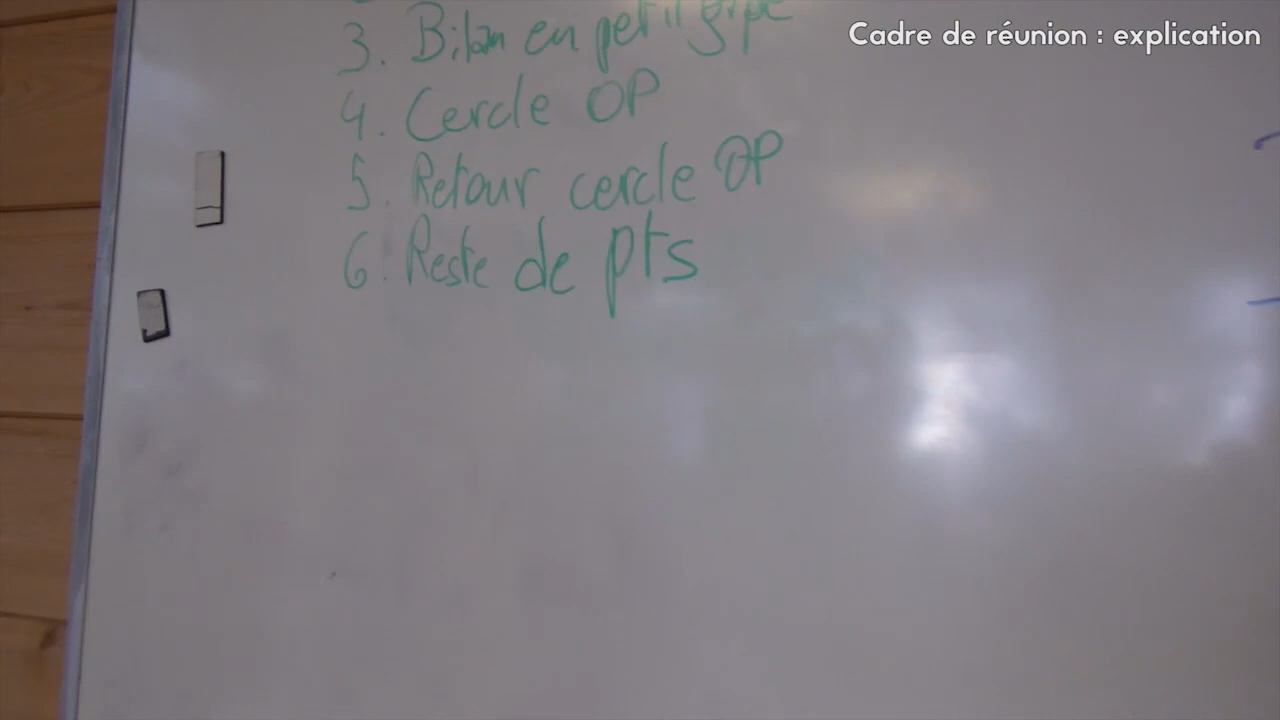 Cadre de réunion : explication
3. Bilan en petit grpe
4. Cercle OP
5. Retour cercle OP
6. Reste de pts